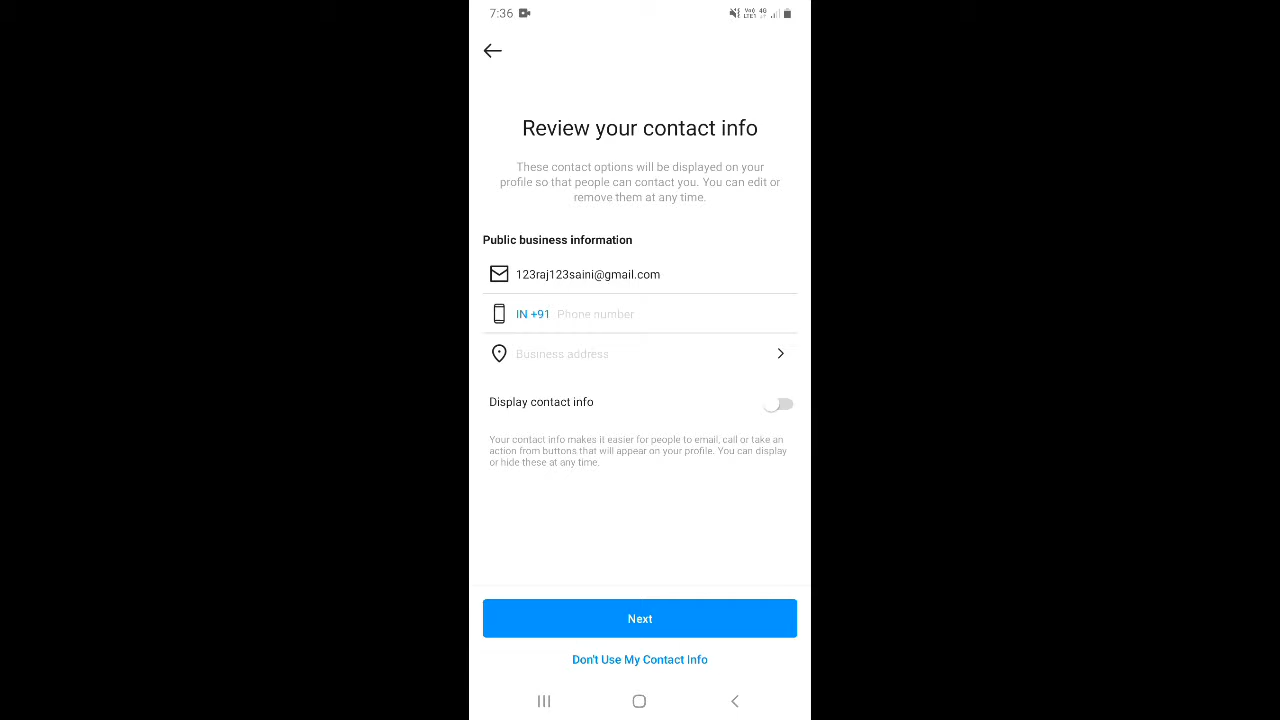 7:36
4G
Review your contact info
These contact options will be displayed on your
profile so that people can contact you. You can edit or
remove them at any time.
Public business information
123raj123saini@gmail.com
IN +91 Phone number
Business address
Display contact info
Your contact info makes it easier for people to email, call or take an
action from buttons that will appear on your profile. You can display
or hide these at any time.
Next
Don't Use My Contact Info